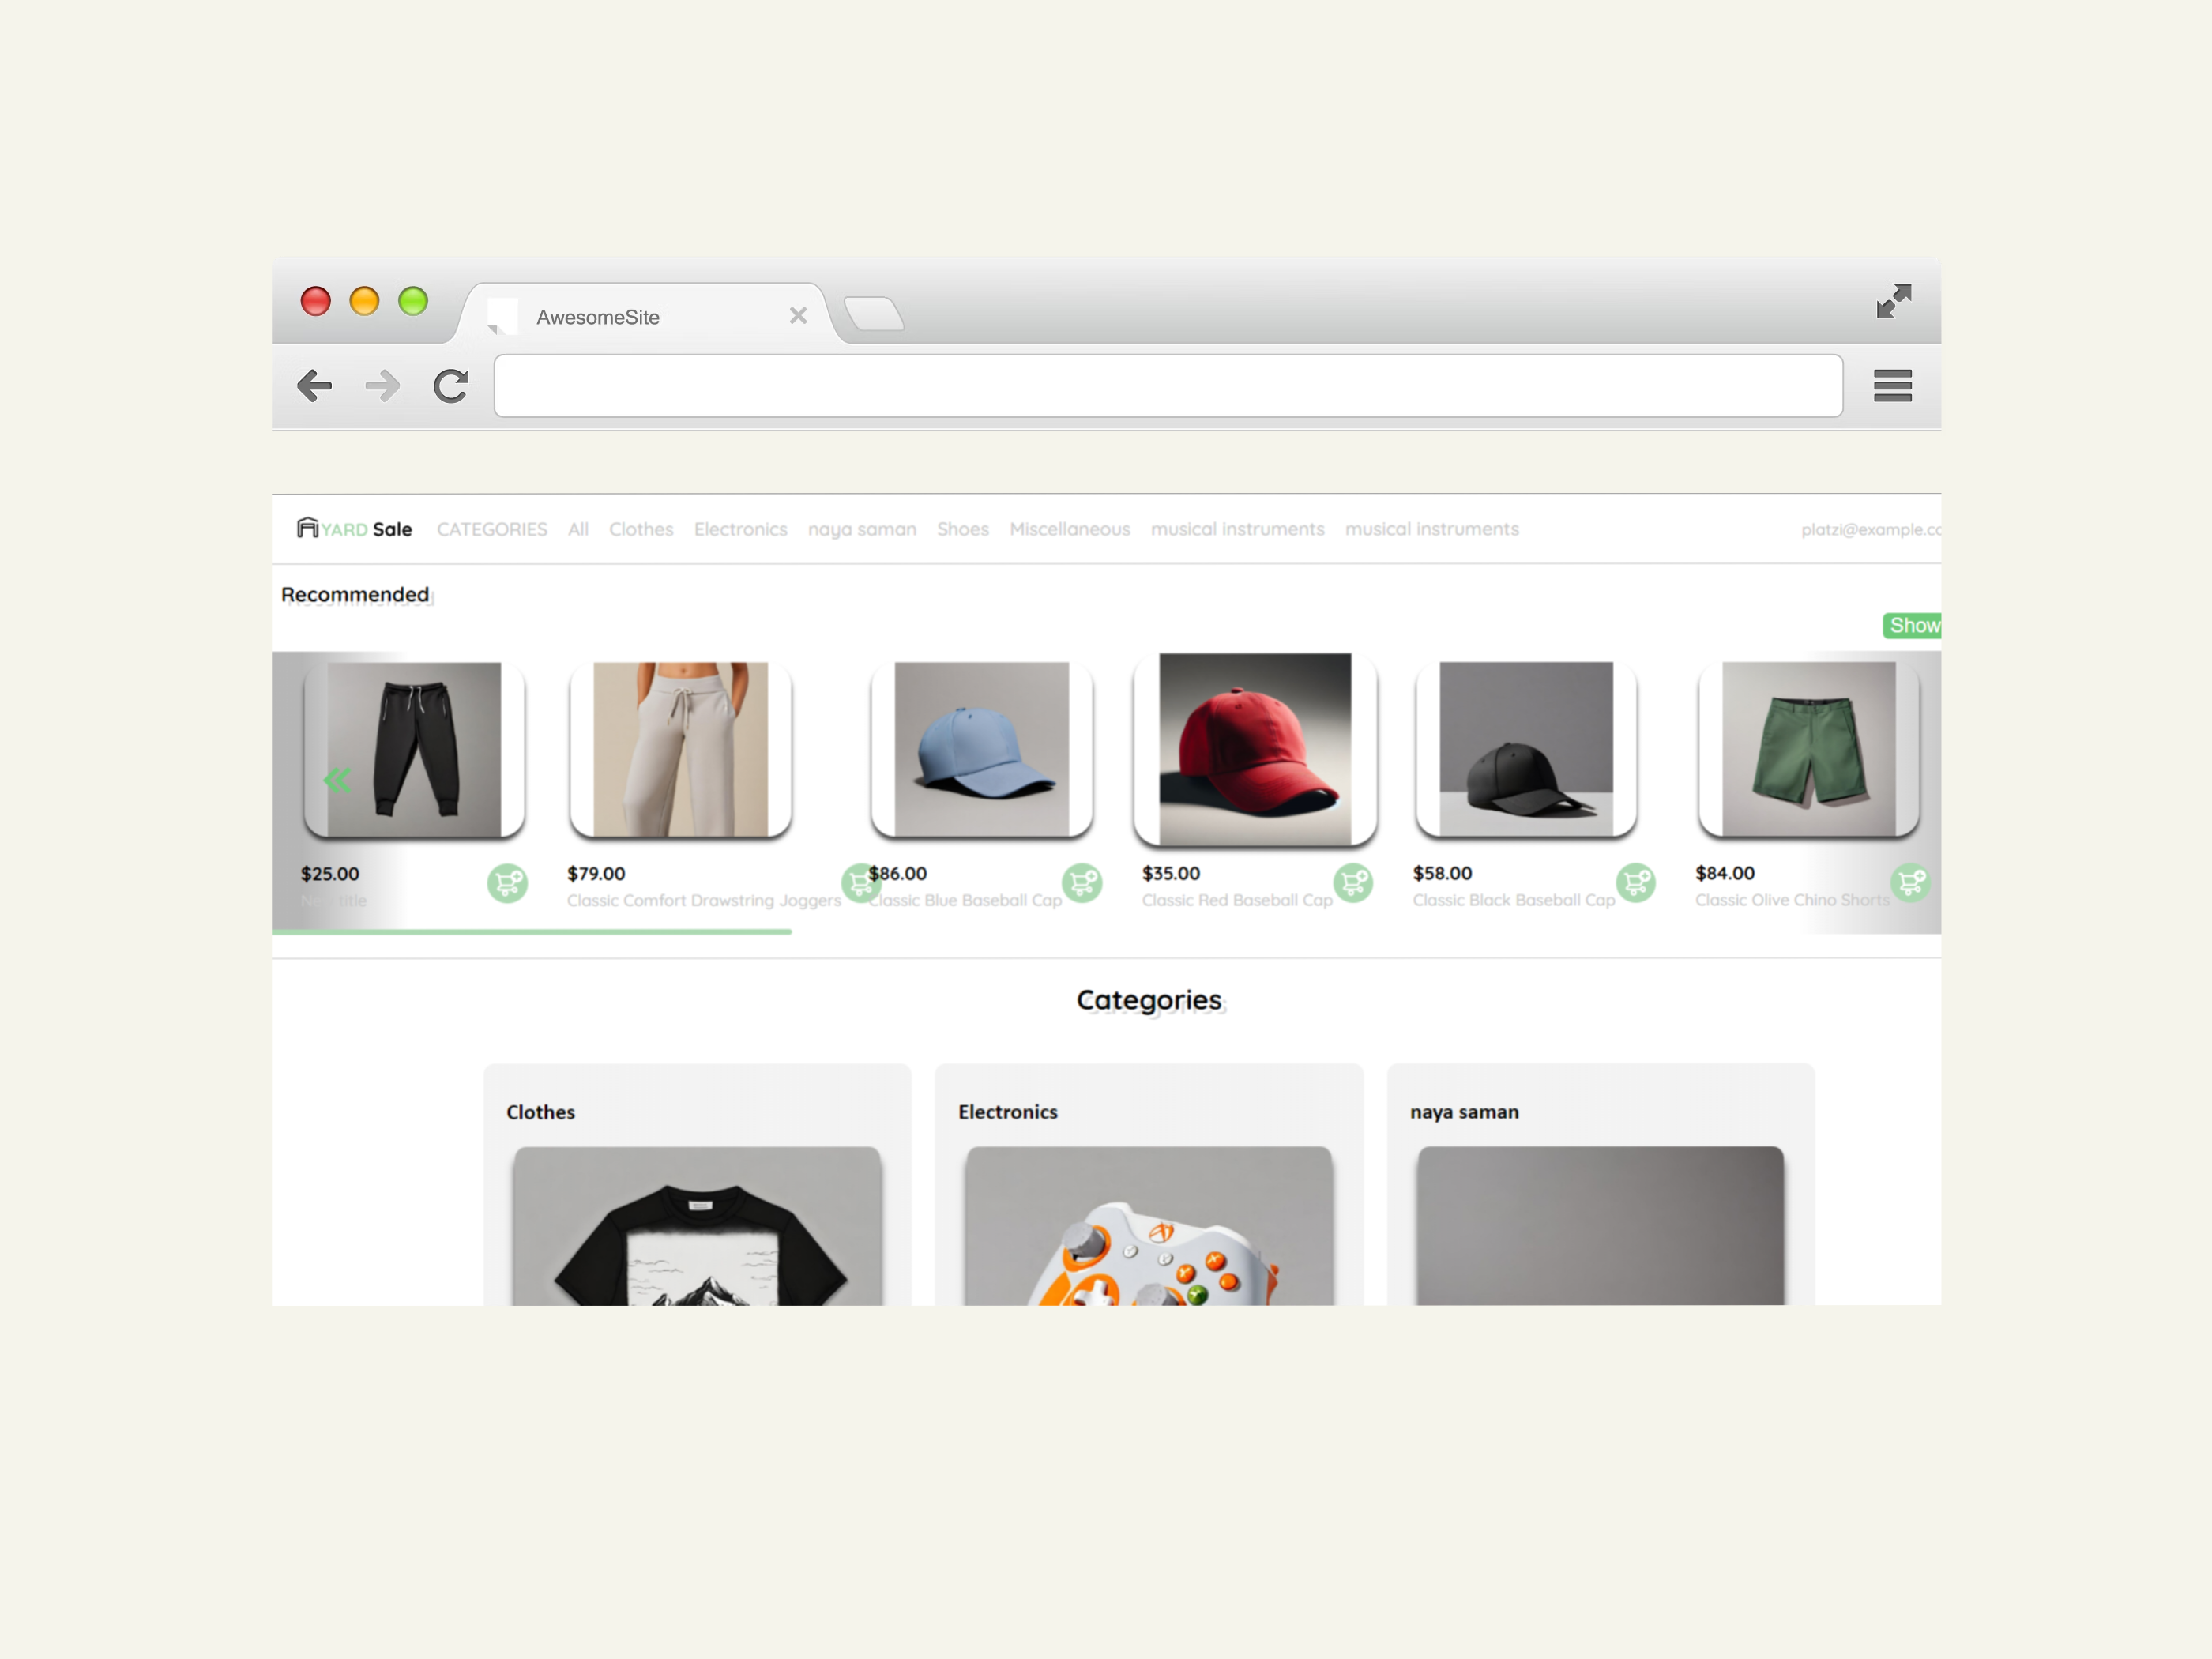 AwesomeSite
YARD Sale CATEGORIES All Clothes Electronics naya saman Shoes Miscellaneous musical instruments musical instruments platzi@example.co
Recommended
Show
$25.00 $79.00 $86.00 $35.00 $58.00 $84.00
New title Classic Comfort Drawstring Joggers Classic Blue Baseball Cap Classic Red Baseball Cap Classic Black Baseball Cap Classic Olive Chino Shorts
Categories
Clothes Electronics naya saman